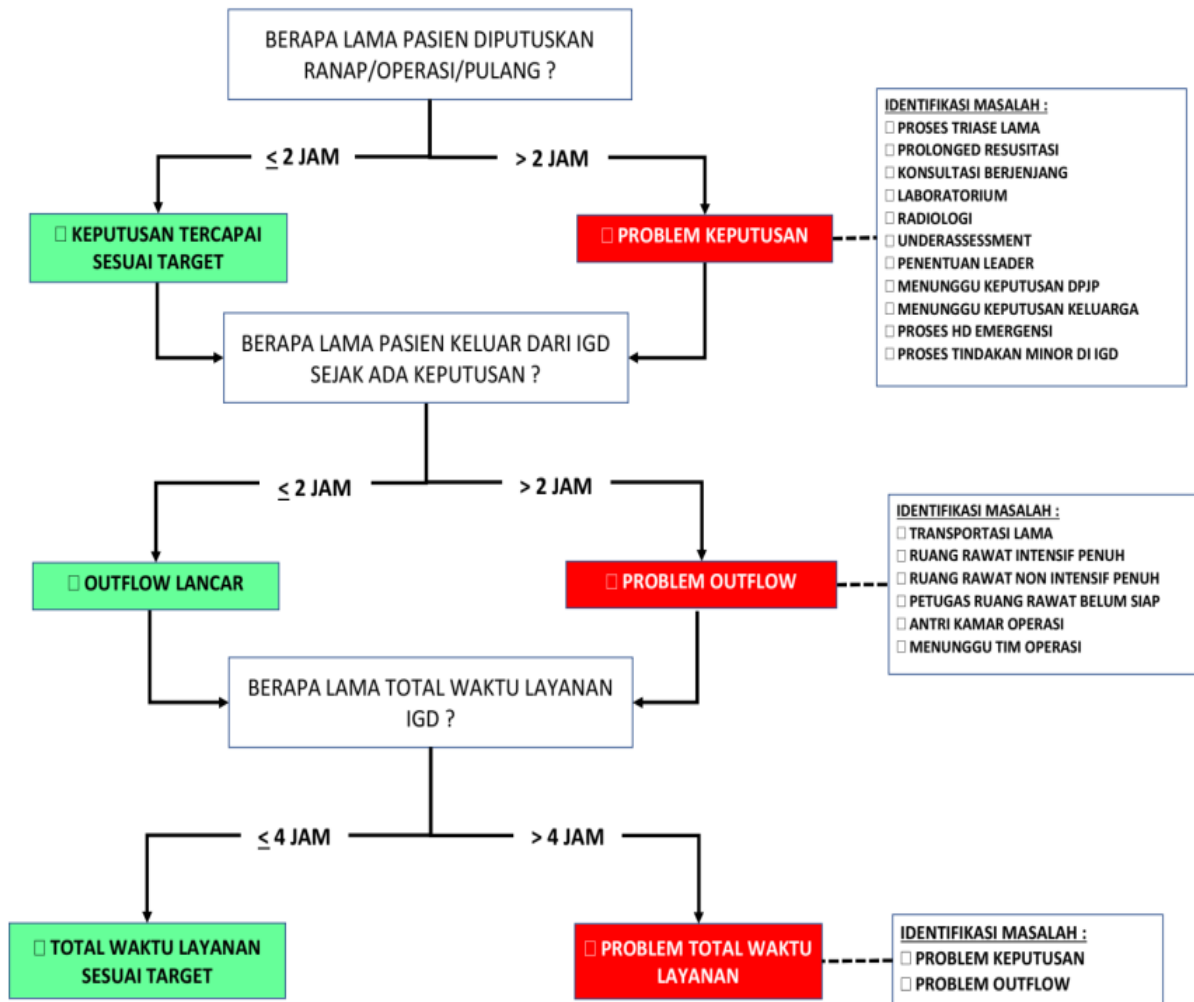 BERAPA LAMA PASIEN DIPUTUSKAN
RANAP/OPERASI/PULANG ?
≤ 2 JAM
> 2 JAM
□ KEPUTUSAN TERCAPAI
SESUAI TARGET
□ PROBLEM KEPUTUSAN
IDENTIFIKASI MASALAH :
□ PROSES TRIASE LAMA
□ PROLONGED RESUSITASI
□ KONSULTASI BERJENJANG
□ LABORATORIUM
□ RADIOLOGI
□ UNDERASSESSMENT
□ PENENTUAN LEADER
□ MENUNGGU KEPUTUSAN DPJP
□ MENUNGGU KEPUTUSAN KELUARGA
□ PROSES HD EMERGENSI
□ PROSES TINDAKAN MINOR DI IGD
BERAPA LAMA PASIEN KELUAR DARI IGD
SEJAK ADA KEPUTUSAN ?
≤ 2 JAM
> 2 JAM
□ OUTFLOW LANCAR
□ PROBLEM OUTFLOW
IDENTIFIKASI MASALAH :
□ TRANSPORTASI LAMA
□ RUANG RAWAT INTENSIF PENUH
□ RUANG RAWAT NON INTENSIF PENUH
□ PETUGAS RUANG RAWAT BELUM SIAP
□ ANTRI KAMAR OPERASI
□ MENUNGGU TIM OPERASI
BERAPA LAMA TOTAL WAKTU LAYANAN
IGD ?
≤ 4 JAM
> 4 JAM
□ TOTAL WAKTU LAYANAN
SESUAI TARGET
□ PROBLEM TOTAL WAKTU
LAYANAN
IDENTIFIKASI MASALAH :
□ PROBLEM KEPUTUSAN
□ PROBLEM OUTFLOW